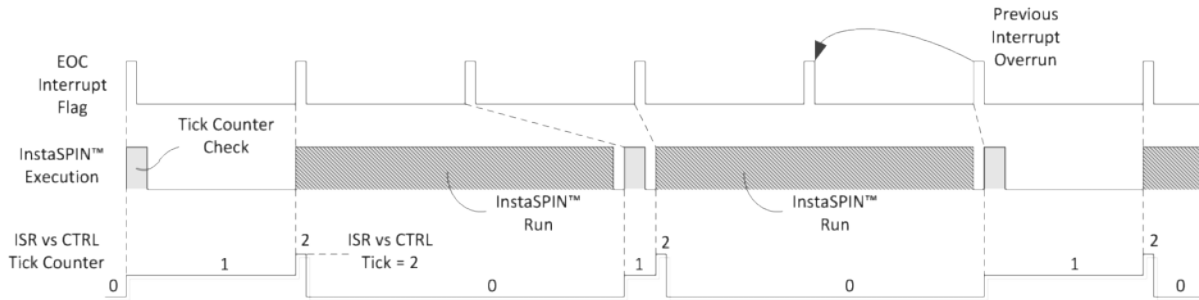 Previous
Interrupt
Overrun
EOC
Interrupt
Flag
Tick Counter
Check
InstaSPIN™
Execution
InstaSPIN™
Run
InstaSPIN™
Run
ISR vs CTRL
Tick Counter
0
1
2
ISR vs CTRL
Tick = 2
0
1
2
0
1
2
0